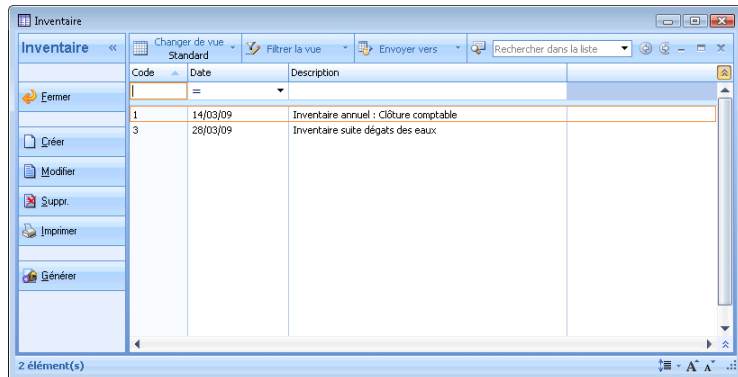 Inventaire
Inventaire «
Changer de vue Standard
Filtrer la vue
Envoyer vers
Rechercher dans la liste
Code Date Description
=
Fermer
1 14/03/09 Inventaire annuel : Clôture comptable
3 28/03/09 Inventaire suite dégats des eaux
Créer
Modifier
Suppr.
Imprimer
Générer
2 élément(s)
A A